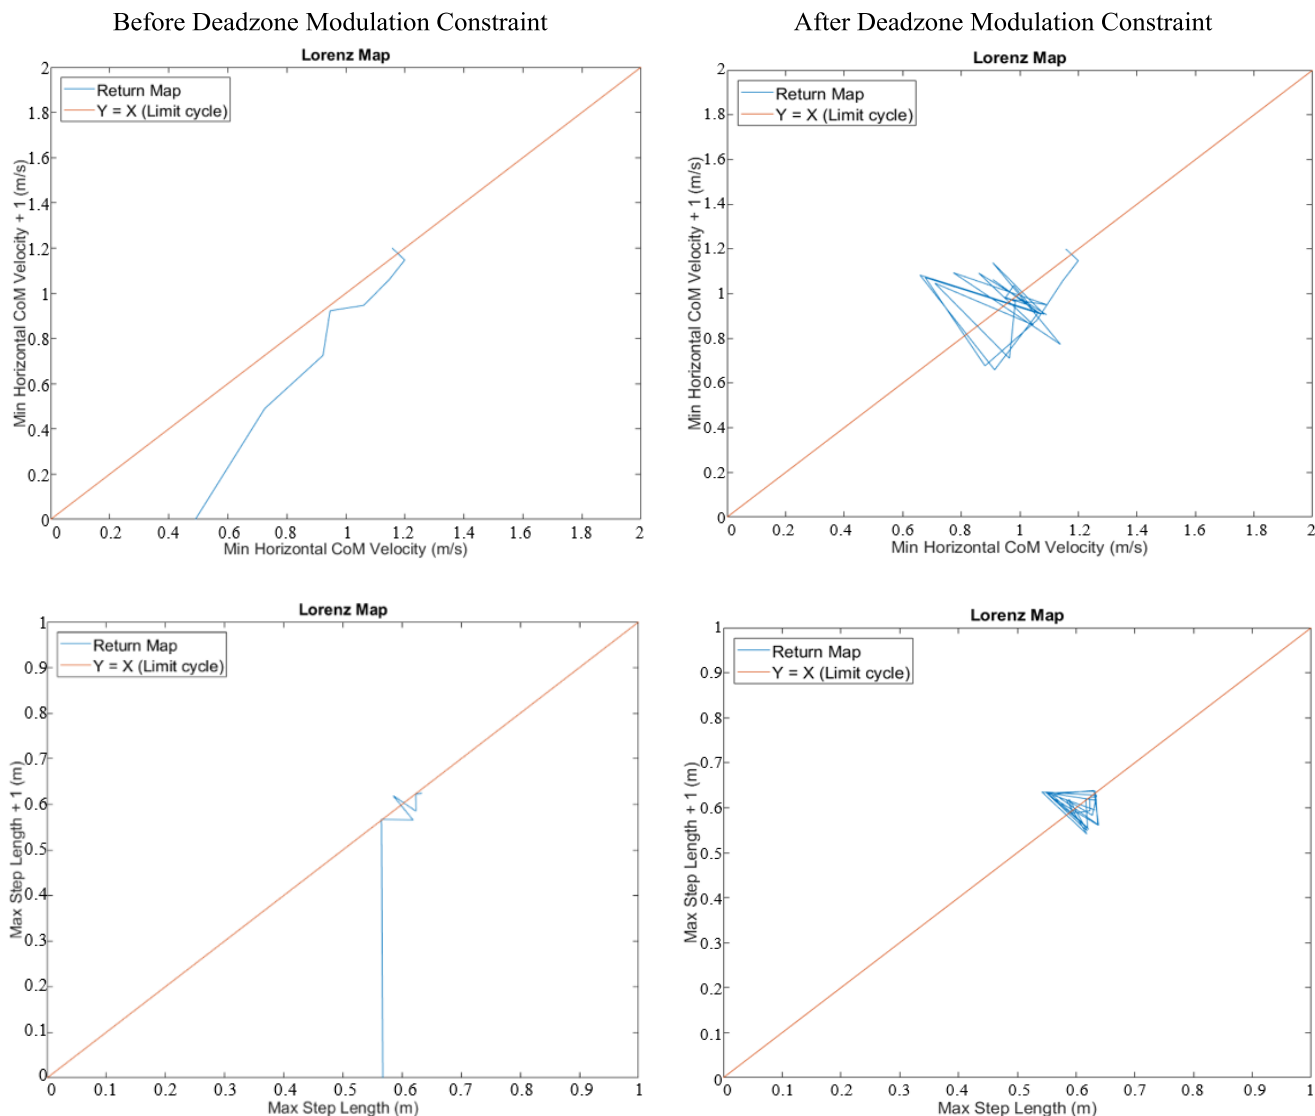 Before Deadzone Modulation Constraint
After Deadzone Modulation Constraint
Lorenz Map
Return Map
Y = X (Limit cycle)
Min Horizontal CoM Velocity + 1 (m/s)
2
1.8
1.6
1.4
1.2
1
0.8
0.6
0.4
0.2
0
0 0.2 0.4 0.6 0.8 1 1.2 1.4 1.6 1.8 2
Min Horizontal CoM Velocity (m/s)
Lorenz Map
Return Map
Y = X (Limit cycle)
Min Horizontal CoM Velocity + 1 (m/s)
2
1.8
1.6
1.4
1.2
1
0.8
0.6
0.4
0.2
0
0 0.2 0.4 0.6 0.8 1 1.2 1.4 1.6 1.8 2
Min Horizontal CoM Velocity (m/s)
Lorenz Map
Return Map
Y = X (Limit cycle)
Max Step Length + 1 (m)
1
0.9
0.8
0.7
0.6
0.5
0.4
0.3
0.2
0.1
0
0 0.1 0.2 0.3 0.4 0.5 0.6 0.7 0.8 0.9 1
Max Step Length (m)
Lorenz Map
Return Map
Y = X (Limit cycle)
Max Step Length + 1 (m)
1
0.9
0.8
0.7
0.6
0.5
0.4
0.3
0.2
0.1
0
0 0.1 0.2 0.3 0.4 0.5 0.6 0.7 0.8 0.9 1
Max Step Length (m)